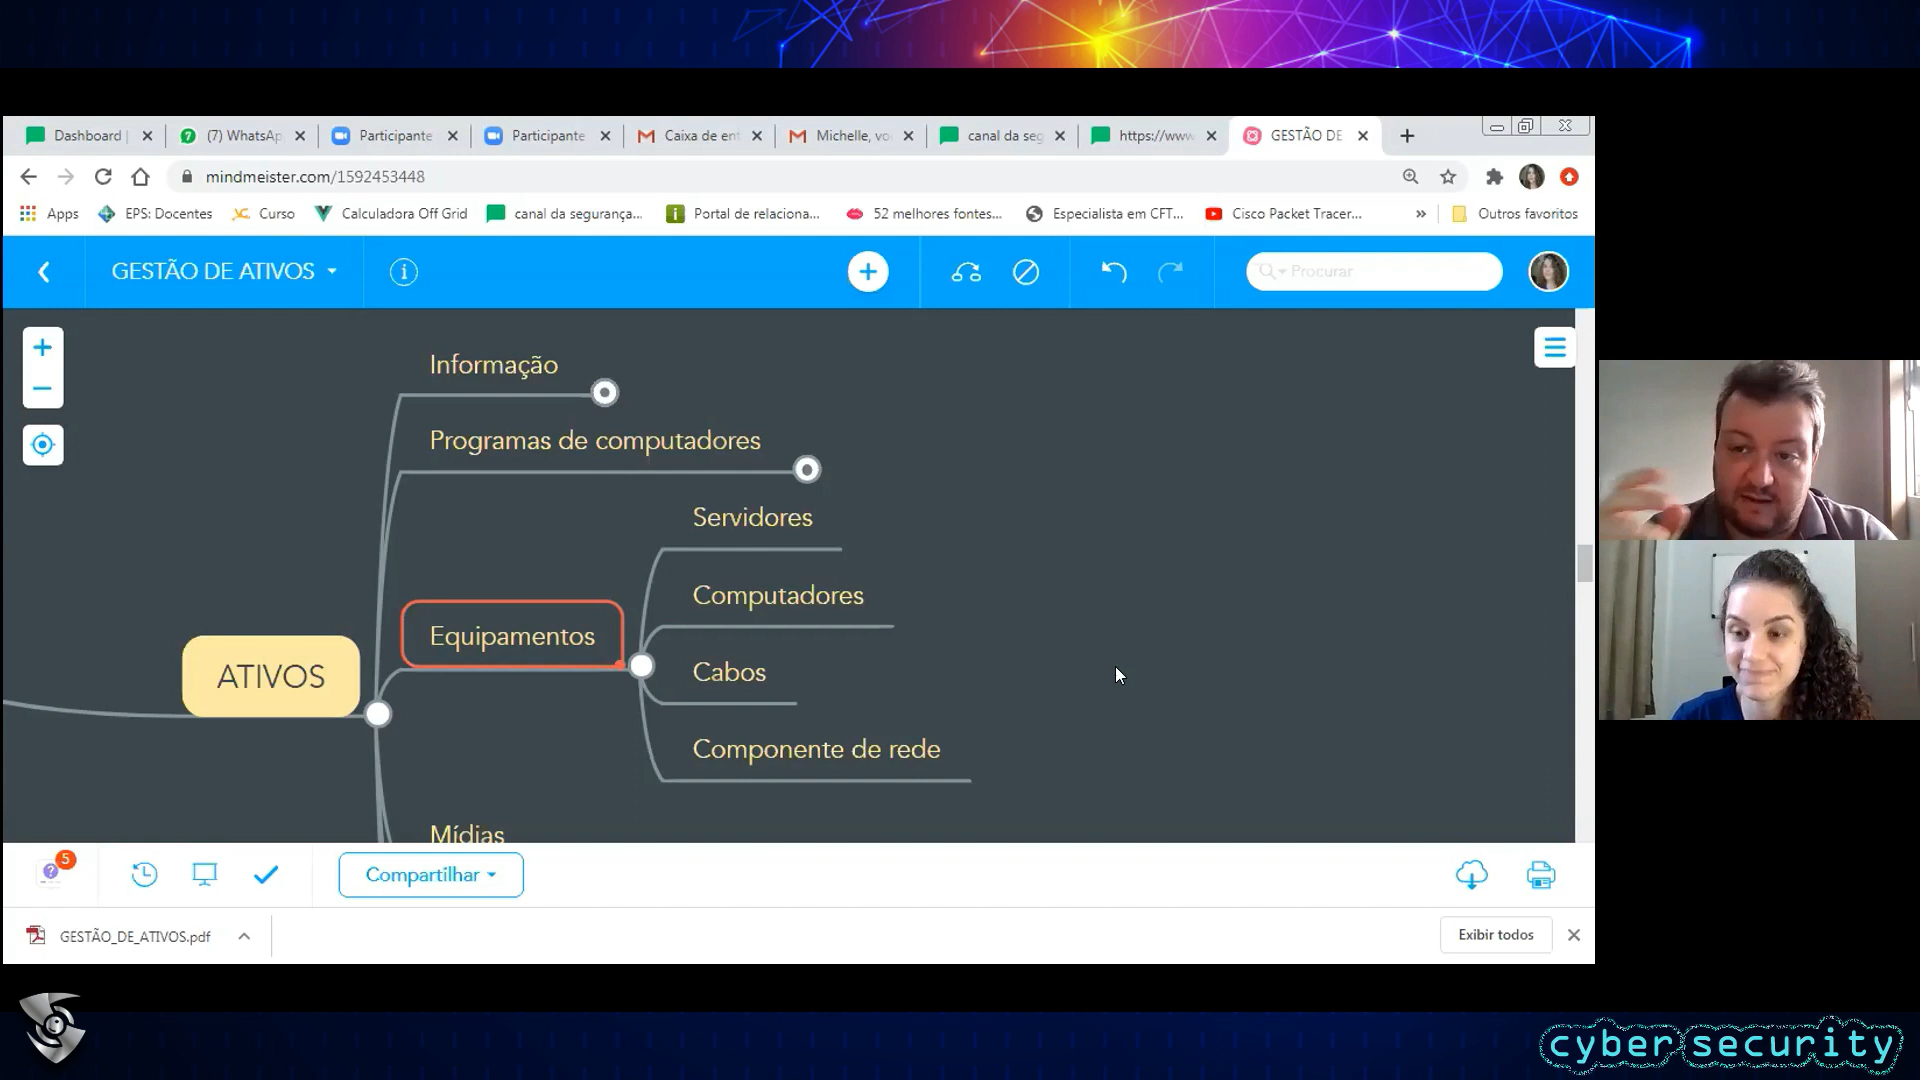 Dashboard |
(7) WhatsAp
Participante
Participante
Caixa de ent
Michelle, vo
canal da seg
https://www
GESTÃO DE
mindmeister.com/1592453448
Apps
EPS: Docentes
Curso
Calculadora Off Grid
canal da segurança...
Portal de relaciona...
52 melhores fontes...
Especialista em CFT...
Cisco Packet Tracer...
»
Outros favoritos
GESTÃO DE ATIVOS
Procurar
Informação
Programas de computadores
Servidores
Computadores
Equipamentos
ATIVOS
Cabos
Componente de rede
Mídias
5
Compartilhar
GESTÃO_DE_ATIVOS.pdf
Exibir todos
cyber security